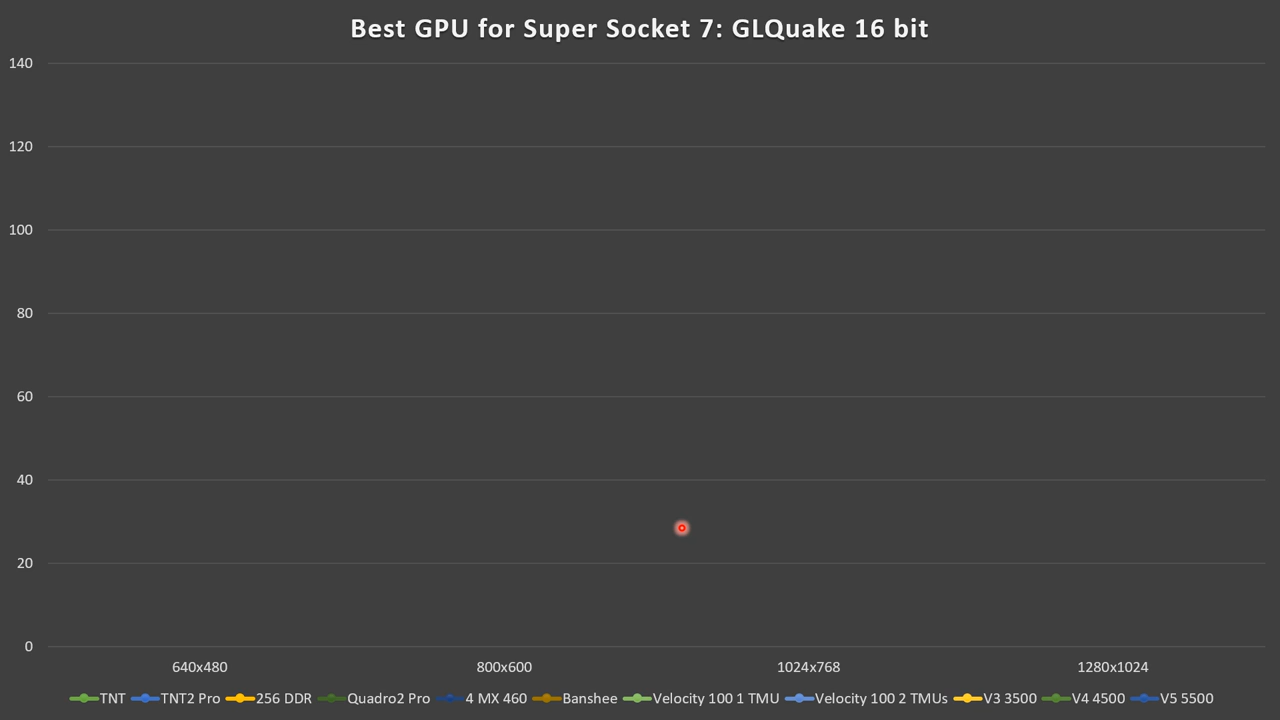 Best GPU for Super Socket 7: GLQuake 16 bit
140
120
100
80
60
40
20
0
640x480 800x600 1024x768 1280x1024
TNT TNT2 Pro 256 DDR Quadro2 Pro 4 MX 460 Banshee Velocity 100 1 TMU Velocity 100 2 TMUs V3 3500 V4 4500 V5 5500